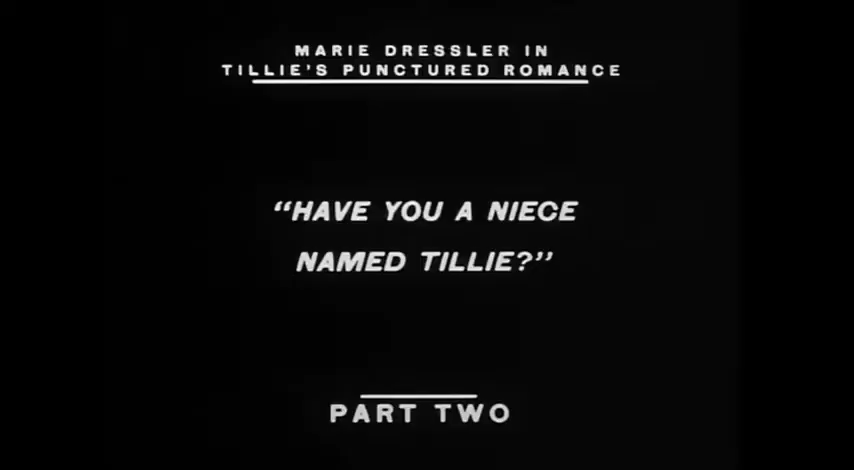 MARIE DRESSLER IN
TILLIE'S PUNCTURED ROMANCE
"HAVE YOU A NIECE
NAMED TILLIE?"
PART TWO